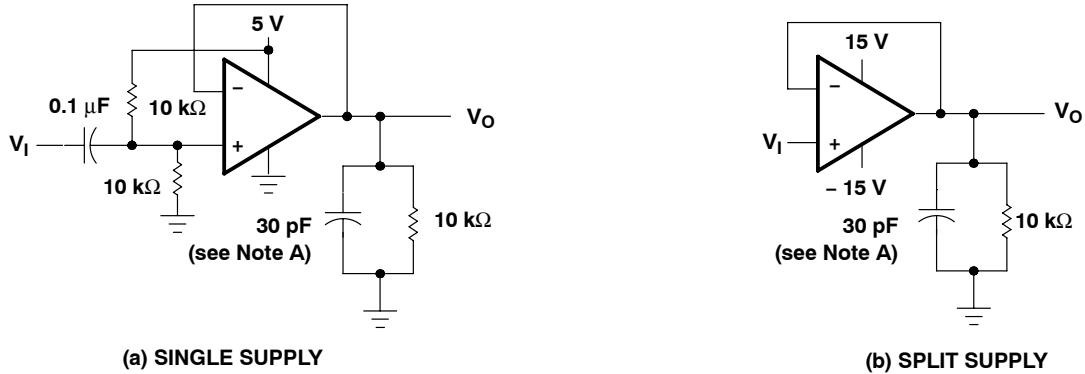 5 V
0.1 µF
10 kΩ
V_I
−
+
10 kΩ
V_O
30 pF
(see Note A)
10 kΩ
(a) SINGLE SUPPLY
15 V
−
V_I
+
− 15 V
V_O
30 pF
(see Note A)
10 kΩ
(b) SPLIT SUPPLY